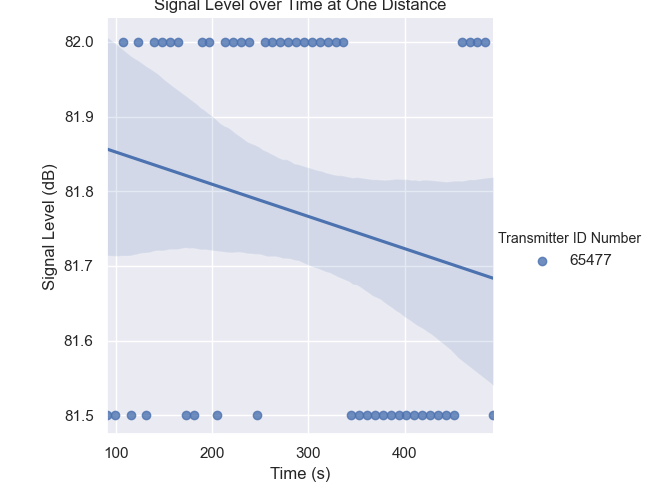 Signal Level over Time at One Distance
82.0
81.9
81.8
81.7
81.6
81.5
Signal Level (dB)
100
200
300
400
Time (s)
Transmitter ID Number
65477